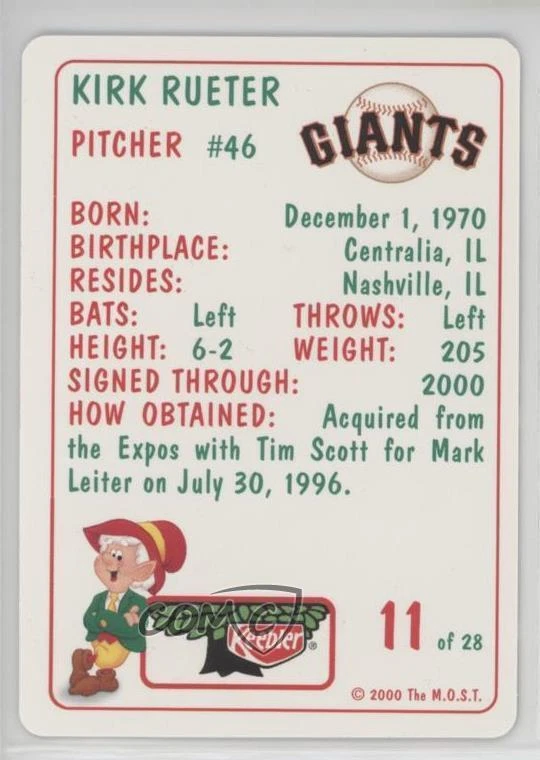 KIRK RUETER
GIANTS
PITCHER #46
BORN: December 1, 1970
BIRTHPLACE: Centralia, IL
RESIDES: Nashville, IL
BATS: Left THROWS: Left
HEIGHT: 6-2 WEIGHT: 205
SIGNED THROUGH: 2000
HOW OBTAINED: Acquired from
the Expos with Tim Scott for Mark
Leiter on July 30, 1996.
COMC
Keebler ®
11 of 28
© 2000 The M.O.S.T.